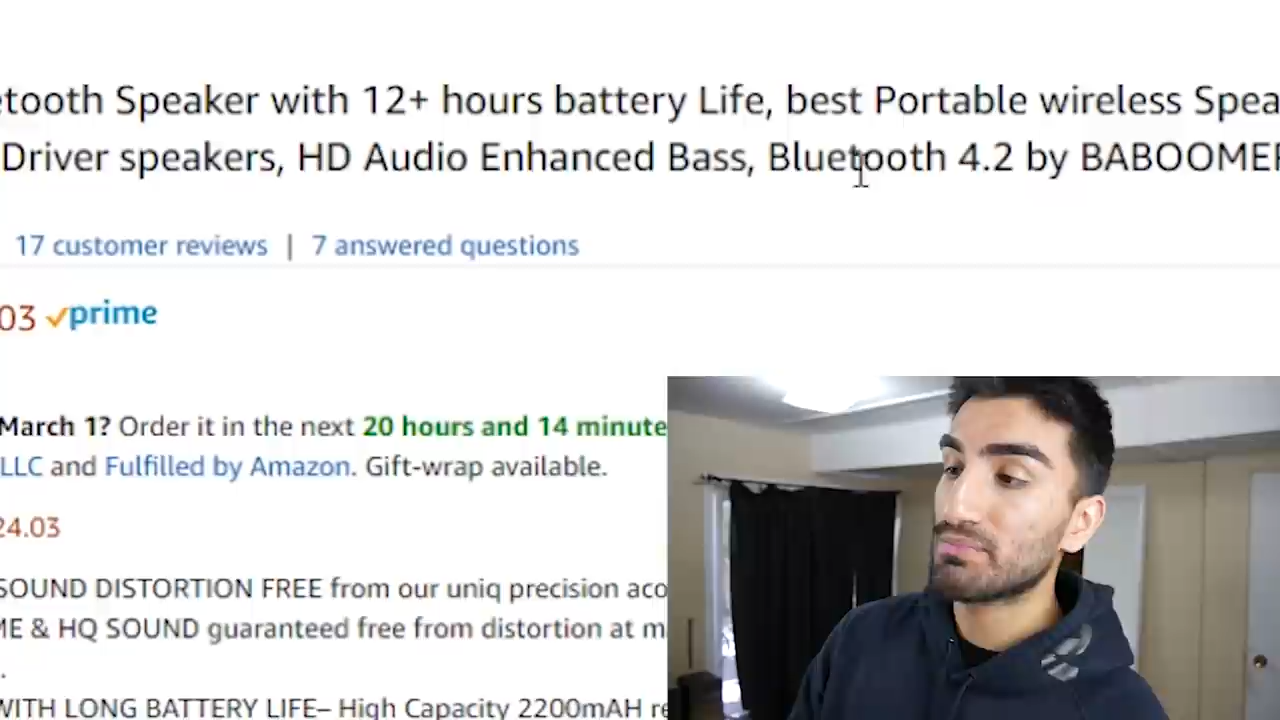 etooth Speaker with 12+ hours battery Life, best Portable wireless Spea
Driver speakers, HD Audio Enhanced Bass, Bluetooth 4.2 by BABOOME
17 customer reviews | 7 answered questions
03 prime
March 1? Order it in the next 20 hours and 14 minute
LLC and Fulfilled by Amazon. Gift-wrap available.
24.03
SOUND DISTORTION FREE from our uniq precision aco
ME & HQ SOUND guaranteed free from distortion at m
.
WITH LONG BATTERY LIFE– High Capacity 2200mAH re